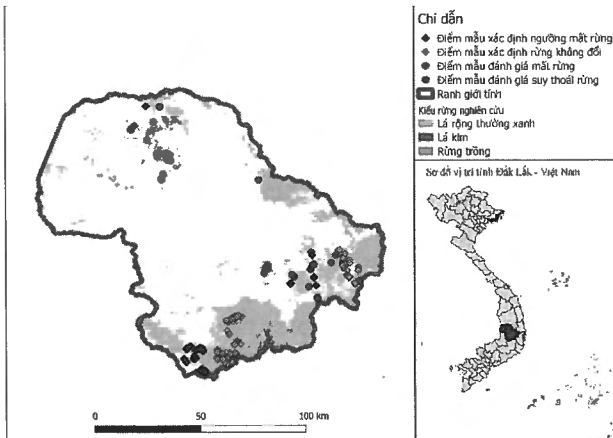 Chỉ dẫn
Điểm mẫu xác định ngưỡng mất rừng
Điểm mẫu xác định rừng không đổi
Điểm mẫu đánh giá mất rừng
Điểm mẫu đánh giá suy thoái rừng
Ranh giới tỉnh
Kiểu rừng nghiên cứu
Lá rộng thường xanh
Lá kim
Rừng trồng
Sơ đồ vị trí tỉnh Đắk Lắk - Việt Nam
0 50 100 km